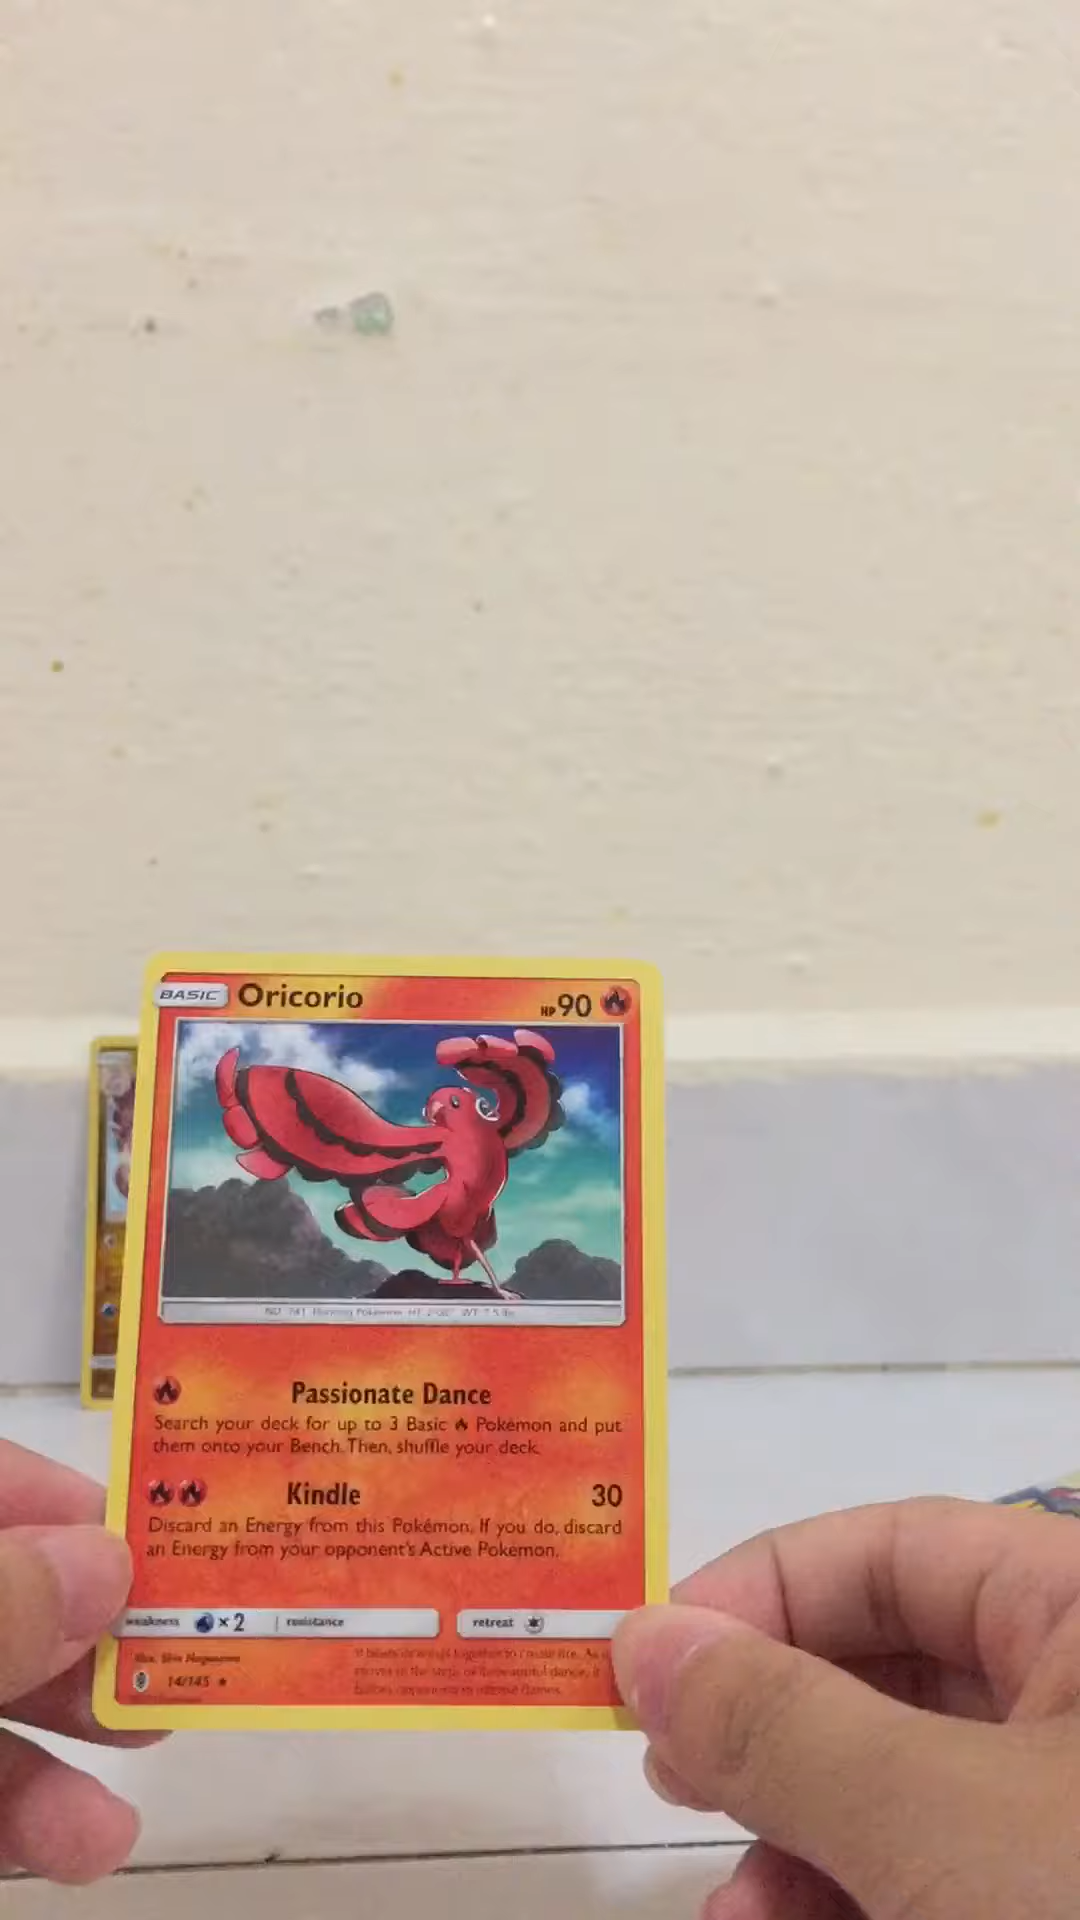 BASIC Oricorio HP 90
Passionate Dance
Search your deck for up to 3 Basic Pokémon and put
them onto your Bench. Then, shuffle your deck.
Kindle 30
Discard an Energy from this Pokémon. If you do, discard
an Energy from your opponent's Active Pokémon.
weakness ×2 resistance retreat
14/145